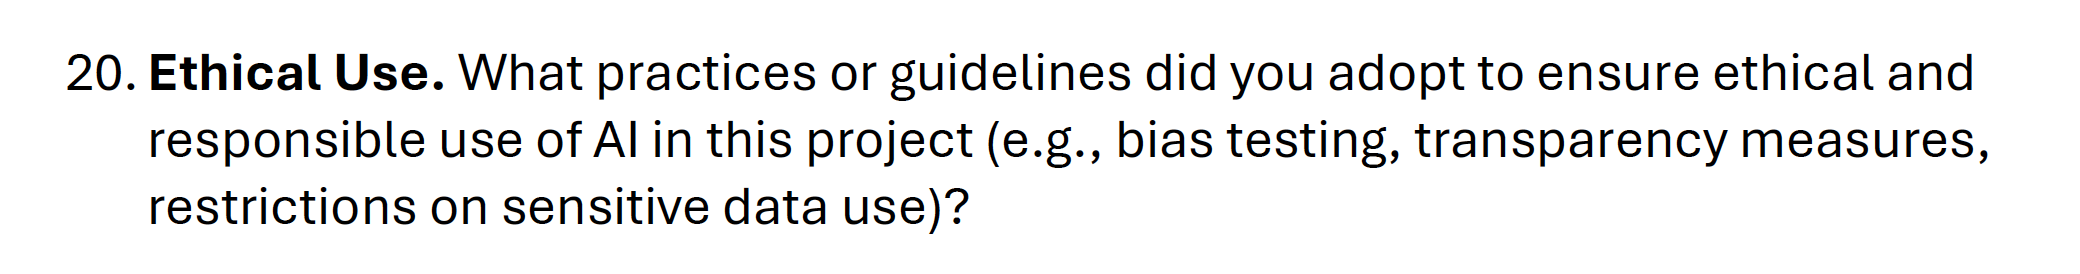 20. Ethical Use. What practices or guidelines did you adopt to ensure ethical and
responsible use of AI in this project (e.g., bias testing, transparency measures,
restrictions on sensitive data use)?